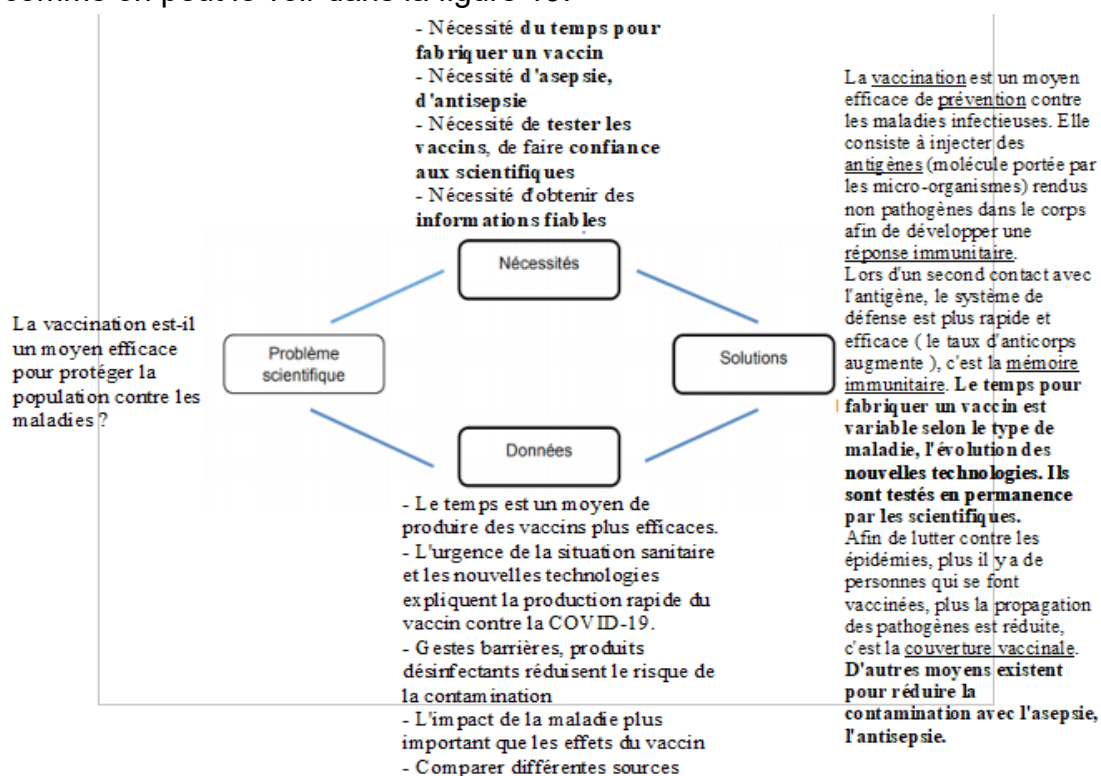 comme on peut le voir dans la figure
- Nécessité du temps pour
fabriquer un vaccin
- Nécessité d'asepsie,
d'antisepsie
- Nécessité de tester les
vaccins, de faire confiance
aux scientifiques
- Nécessité d'obtenir des
informations fiables
Nécessités
La vaccination est-il
un moyen efficace
pour protéger la
population contre les
maladies ?
Problème
scientifique
Solutions
Données
- Le temps est un moyen de
produire des vaccins plus efficaces.
- L'urgence de la situation sanitaire
et les nouvelles technologies
expliquent la production rapide du
vaccin contre la COVID-19.
- Gestes barrières, produits
désinfectants réduisent le risque de
la contamination
- L'impact de la maladie plus
important que les effets du vaccin
- Comparer différentes sources
La vaccination est un moyen
efficace de prévention contre
les maladies infectieuses. Elle
consiste à injecter des
antigènes (molécule portée par
les micro-organismes) rendus
non pathogènes dans le corps
afin de développer une
réponse immunitaire.
Lors d'un second contact avec
l'antigène, le système de
défense est plus rapide et
efficace ( le taux d'anticorps
augmente ), c'est la mémoire
immunitaire. Le temps pour
fabriquer un vaccin est
variable selon le type de
maladie, l'évolution des
nouvelles technologies. Ils
sont testés en permanence
par les scientifiques.
Afin de lutter contre les
épidémies, plus il y a de
personnes qui se font
vaccinées, plus la propagation
des pathogènes est réduite,
c'est la couverture vaccinale.
D'autres moyens existent
pour réduire la
contamination avec l'asepsie,
l'antisepsie.